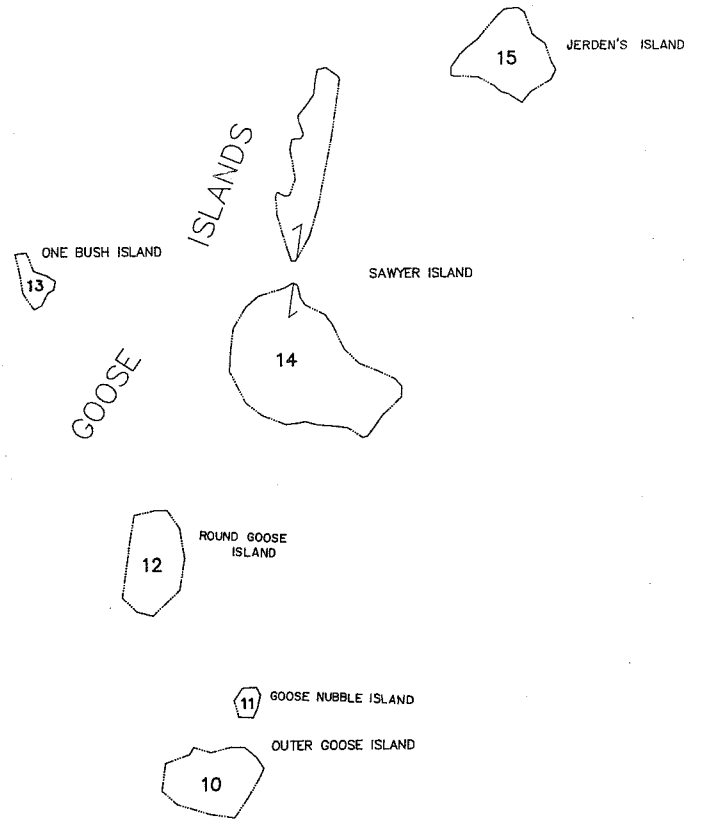 15
JERDEN'S ISLAND
ISLANDS
ONE BUSH ISLAND
13
SAWYER ISLAND
14
GOOSE
ROUND GOOSE
ISLAND
12
11
GOOSE NUBBLE ISLAND
OUTER GOOSE ISLAND
10